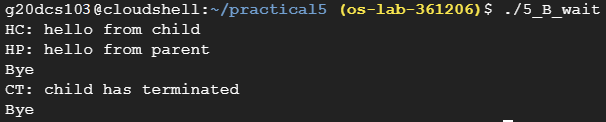 g20dcs103@cloudshell:~/practical5 (os-lab-361206)$ ./5_B_wait
HC: hello from child
HP: hello from parent
Bye
CT: child has terminated
Bye